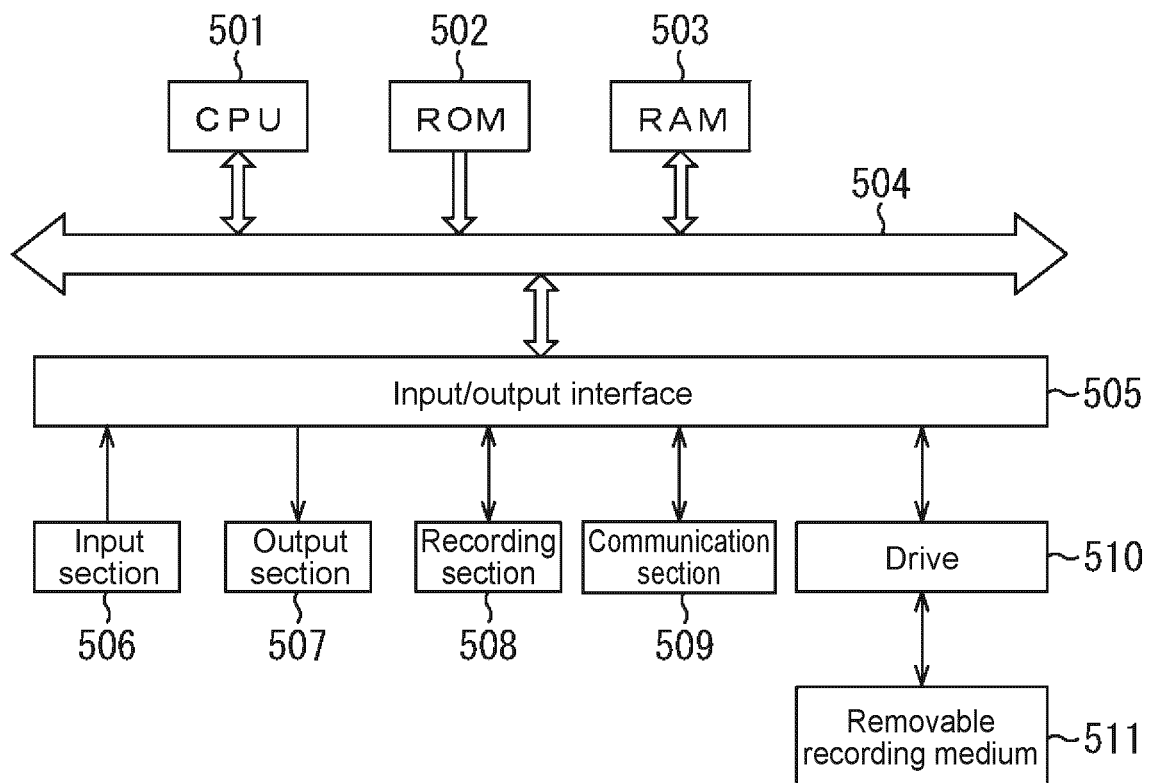 501
502
503
CPU
ROM
RAM
504
Input/output interface
505
Input
section
Output
section
Recording
section
Communication
section
Drive
510
506
507
508
509
Removable
recording medium
511